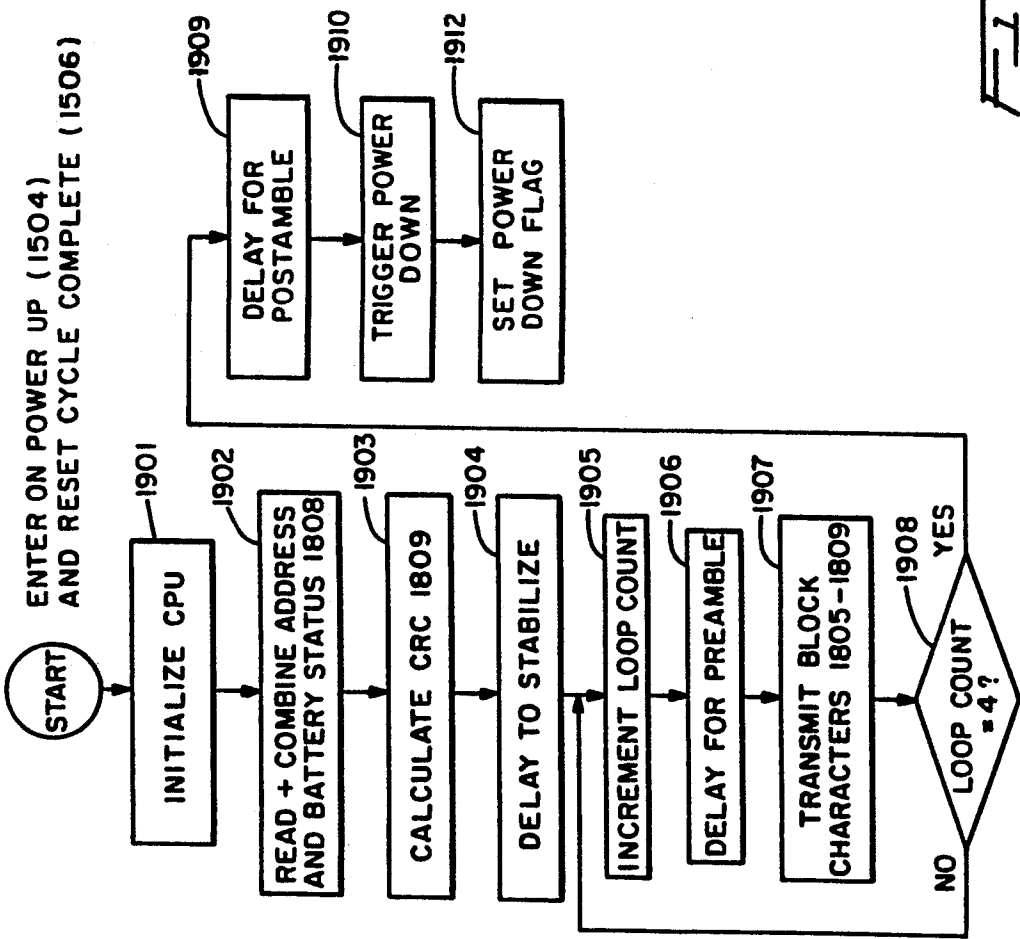 ENTER ON POWER UP (1504)
AND RESET CYCLE COMPLETE (1506)
START
1901
INITIALIZE CPU
1902
READ + COMBINE ADDRESS
AND BATTERY STATUS 1808
1903
CALCULATE CRC 1809
1904
DELAY TO STABILIZE
1905
INCREMENT LOOP COUNT
1906
DELAY FOR PREAMBLE
1907
TRANSMIT BLOCK
CHARACTERS 1805-1809
1908
LOOP COUNT
=4?
NO
YES
1909
DELAY FOR
POSTAMBLE
1910
TRIGGER POWER
DOWN
1912
SET POWER
DOWN FLAG